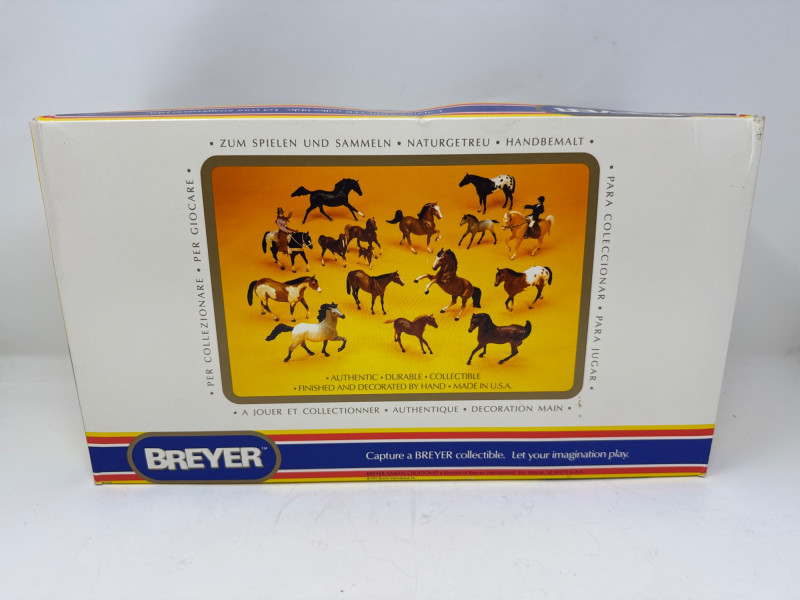 • ZUM SPIELEN UND SAMMELN • NATURGETREU • HANDBEMALT •
• PER COLLEZIONARE • PER GIOCARE •
• PARA COLECCIONAR • PARA JUGAR •
• AUTHENTIC • DURABLE • COLLECTIBLE
• FINISHED AND DECORATED BY HAND • MADE IN U.S.A.
• A JOUER ET COLLECTIONNER • AUTHENTIQUE • DECORATION MAIN •
BREYER™
Capture a BREYER collectible. Let your imagination play.